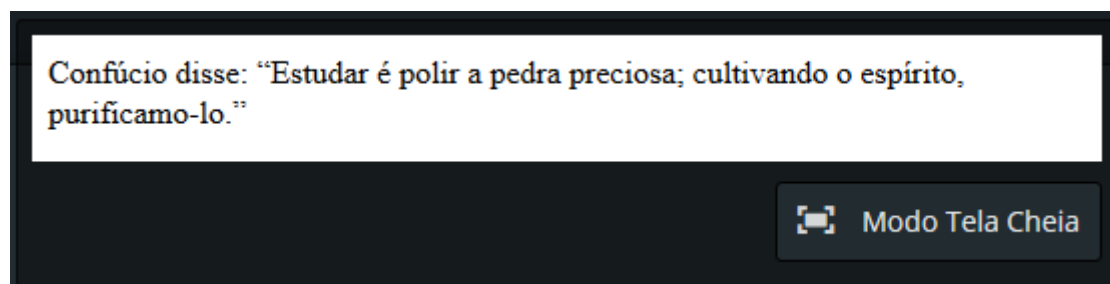 Confúcio disse: “Estudar é polir a pedra preciosa; cultivando o espírito,
purificamo-lo.”
Modo Tela Cheia